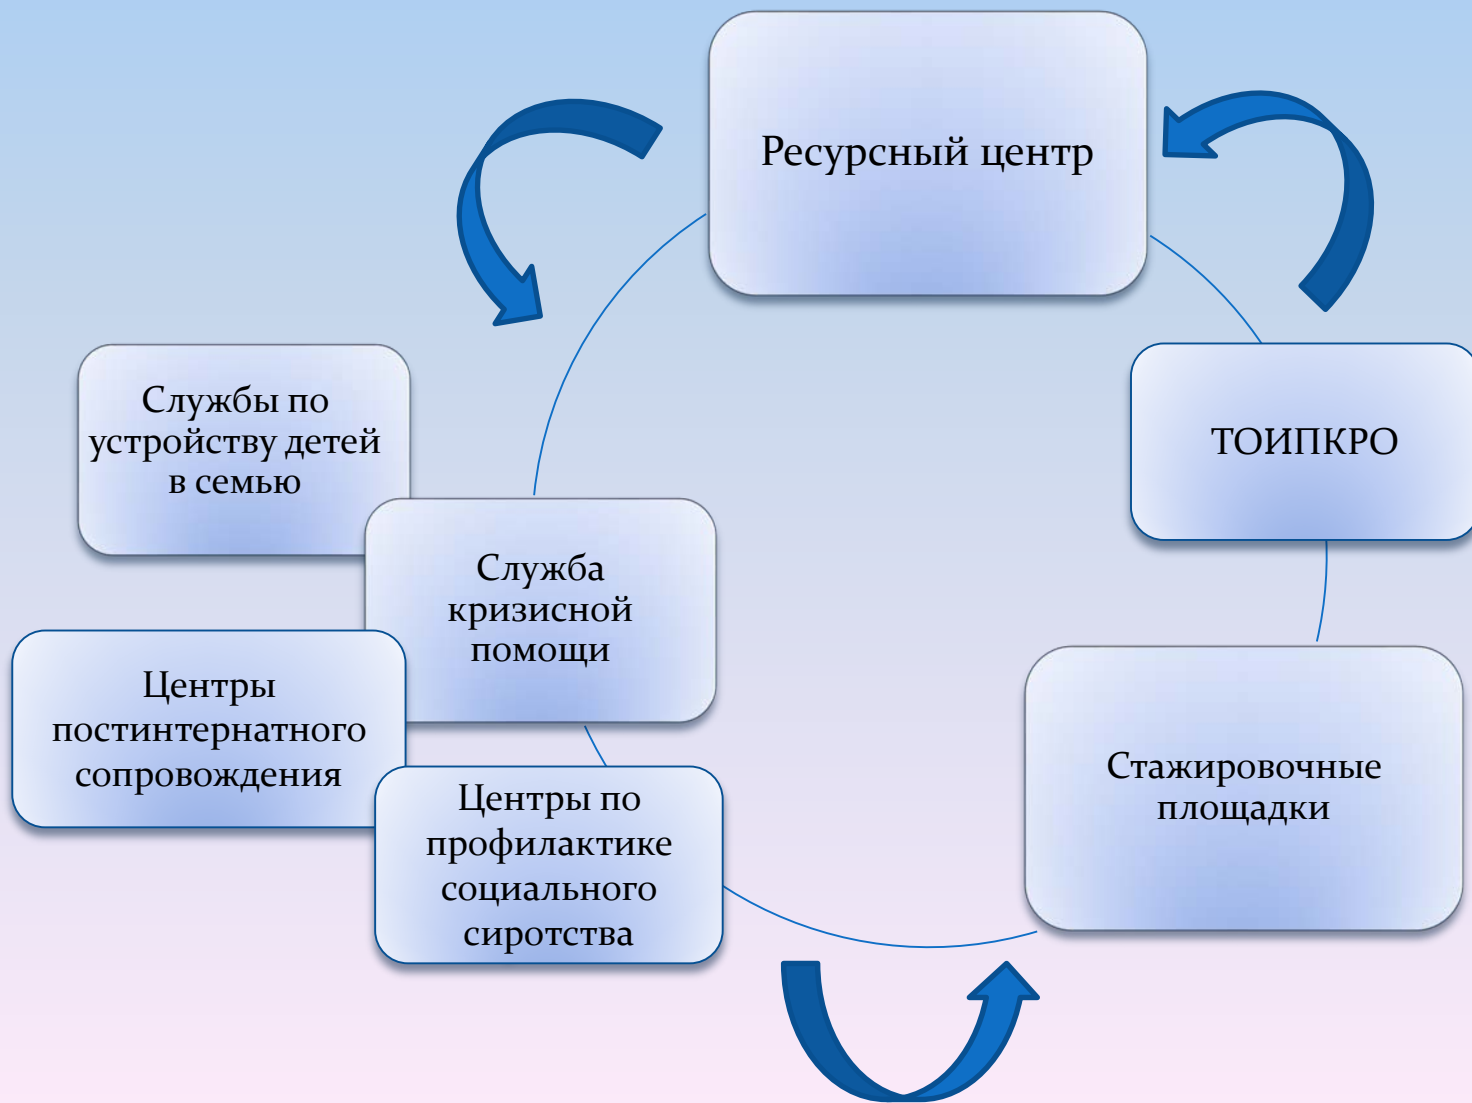 Ресурсный центр
Службы по
устройству детей
в семью
ТОИПКРО
Служба
кризисной
помощи
Центры
постинтернатного
сопровождения
Стажировочные
площадки
Центры по
профилактике
социального
сиротства